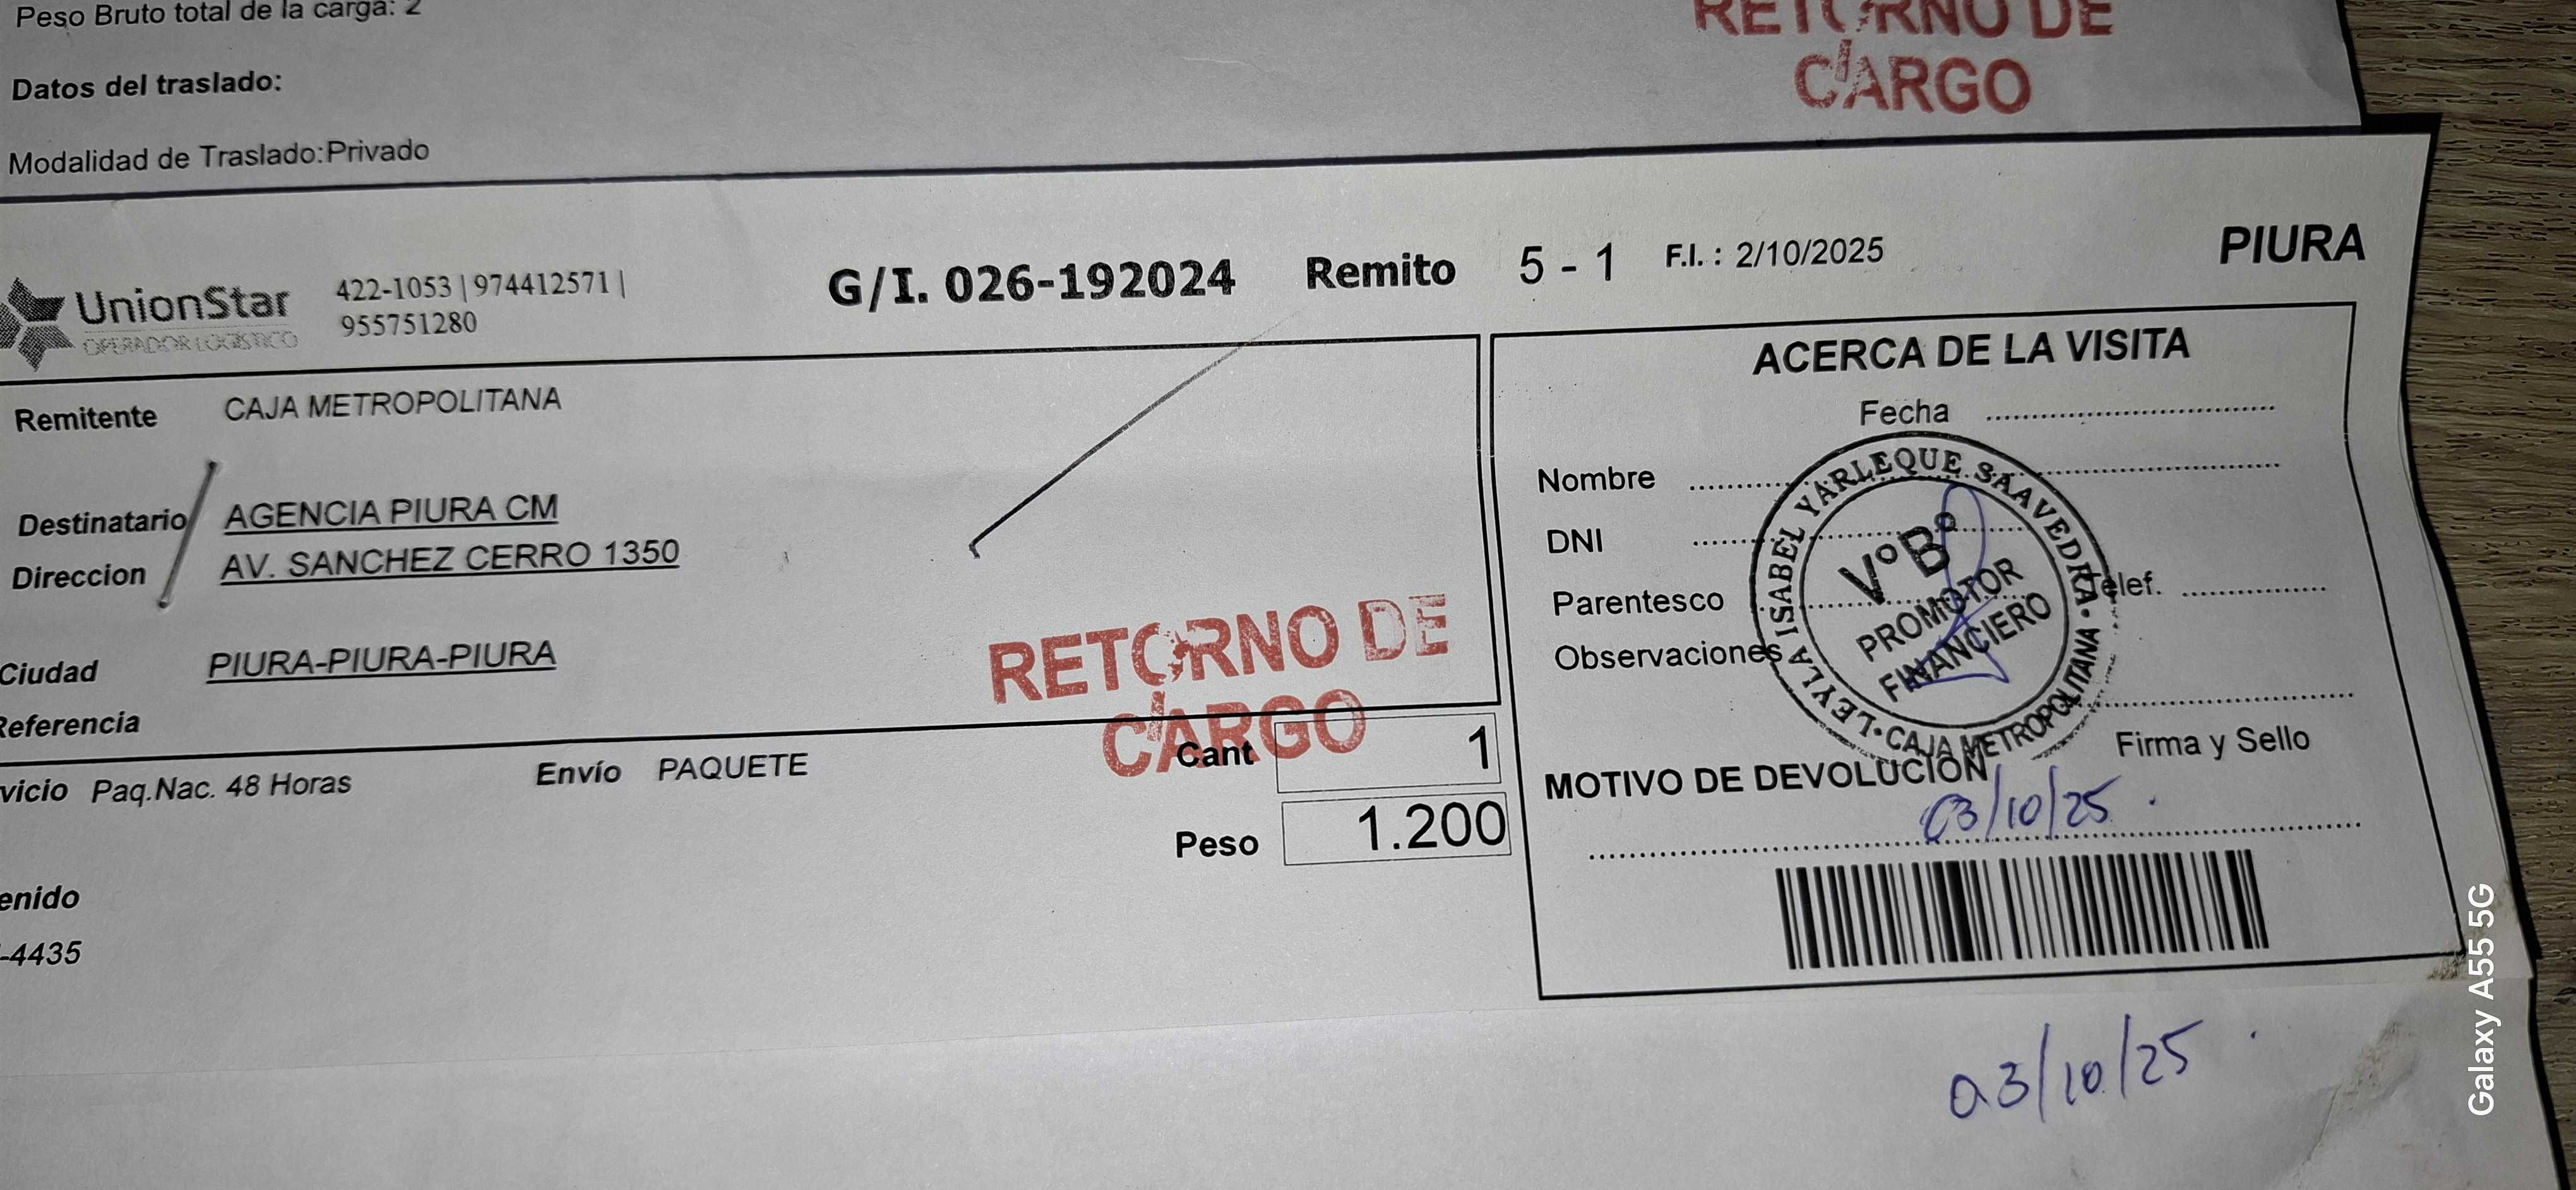 Peso Bruto total de la carga: 2
RETORNO DE
CARGO
Datos del traslado:
Modalidad de Traslado:Privado
UnionStar
OPERADOR LOGISTICO
422-1053 | 974412571 |
955751280
G/I. 026-192024 Remito 5 - 1 F.I. : 2/10/2025 PIURA
Remitente CAJA METROPOLITANA
Destinatario AGENCIA PIURA CM
Direccion AV. SANCHEZ CERRO 1350
Ciudad PIURA-PIURA-PIURA
Referencia
RETORNO DE
CARGO
vicio Paq.Nac. 48 Horas Envío PAQUETE Cant 1
Peso 1.200
enido
-4435
ACERCA DE LA VISITA
Fecha
Nombre
DNI
Parentesco Telef.
Observaciones
LEYLA ISABEL YARLEQUE SAAVEDRA
V°B°
PROMOTOR
FINANCIERO
CAJA METROPOLITANA
Firma y Sello
MOTIVO DE DEVOLUCIÓN
03/10/25
03/10/25
Galaxy A55 5G